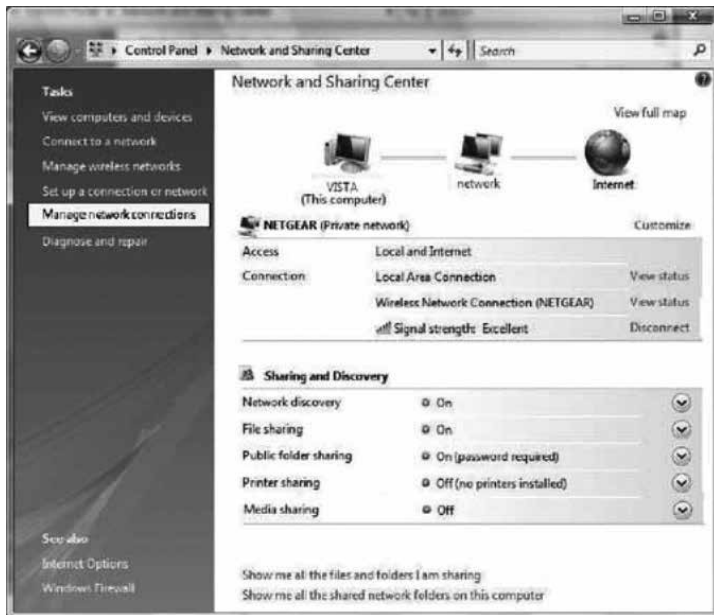 Control Panel
Network and Sharing Center
Search
Tasks
View computers and devices
Connect to a network
Manage wireless networks
Set up a connection or network
Manage network connections
Diagnose and repair
See also
Internet Options
Windows Firewall
Network and Sharing Center
View full map
VISTA
(This computer)
network
Internet
NETGEAR (Private network)
Customize
Access
Local and Internet
Connection
Local Area Connection
View status
Wireless Network Connection (NETGEAR)
View status
Signal strength: Excellent
Disconnect
Sharing and Discovery
Network discovery
On
File sharing
On
Public folder sharing
On (password required)
Printer sharing
Off (no printers installed)
Media sharing
Off
Show me all the files and folders I am sharing
Show me all the shared network folders on this computer